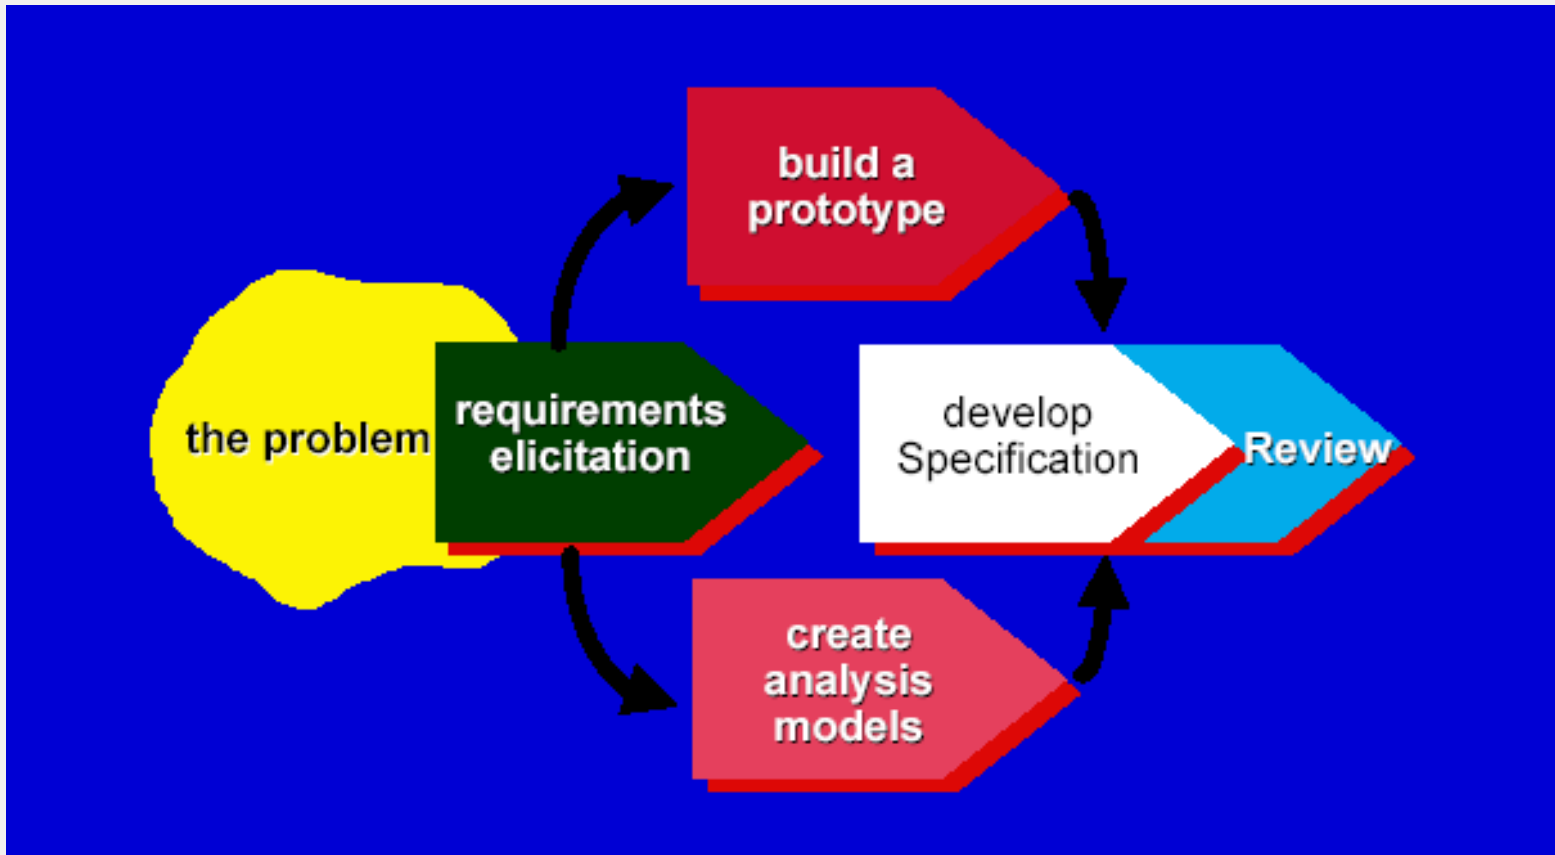 build a
prototype
the problem
requirements
elicitation
develop
Specification
Review
create
analysis
models